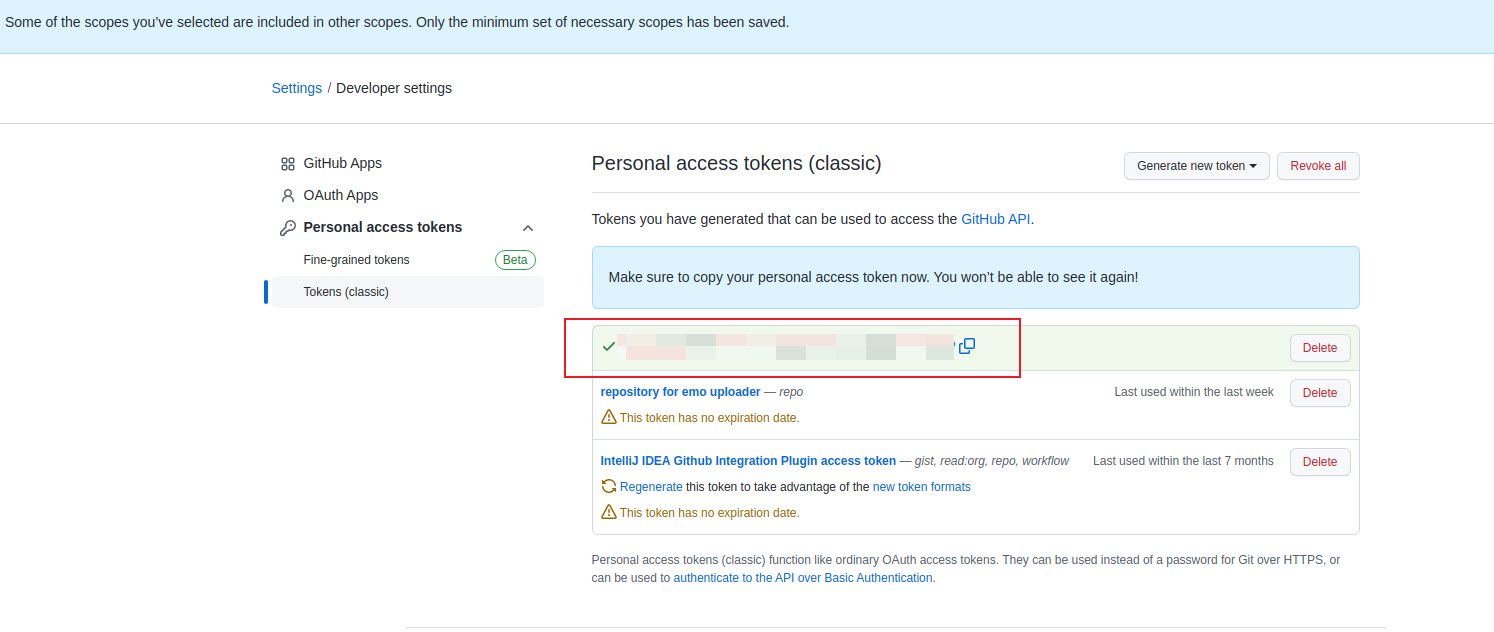 Some of the scopes you’ve selected are included in other scopes. Only the minimum set of necessary scopes has been saved.
Settings / Developer settings
GitHub Apps
OAuth Apps
Personal access tokens
Fine-grained tokens Beta
Tokens (classic)
Personal access tokens (classic) Generate new token Revoke all
Tokens you have generated that can be used to access the GitHub API.
Make sure to copy your personal access token now. You won’t be able to see it again!
Delete
repository for emo uploader — repo Last used within the last week Delete
This token has no expiration date.
IntelliJ IDEA Github Integration Plugin access token — gist, read:org, repo, workflow Last used within the last 7 months Delete
Regenerate this token to take advantage of the new token formats
This token has no expiration date.
Personal access tokens (classic) function like ordinary OAuth access tokens. They can be used instead of a password for Git over HTTPS, or
can be used to authenticate to the API over Basic Authentication.